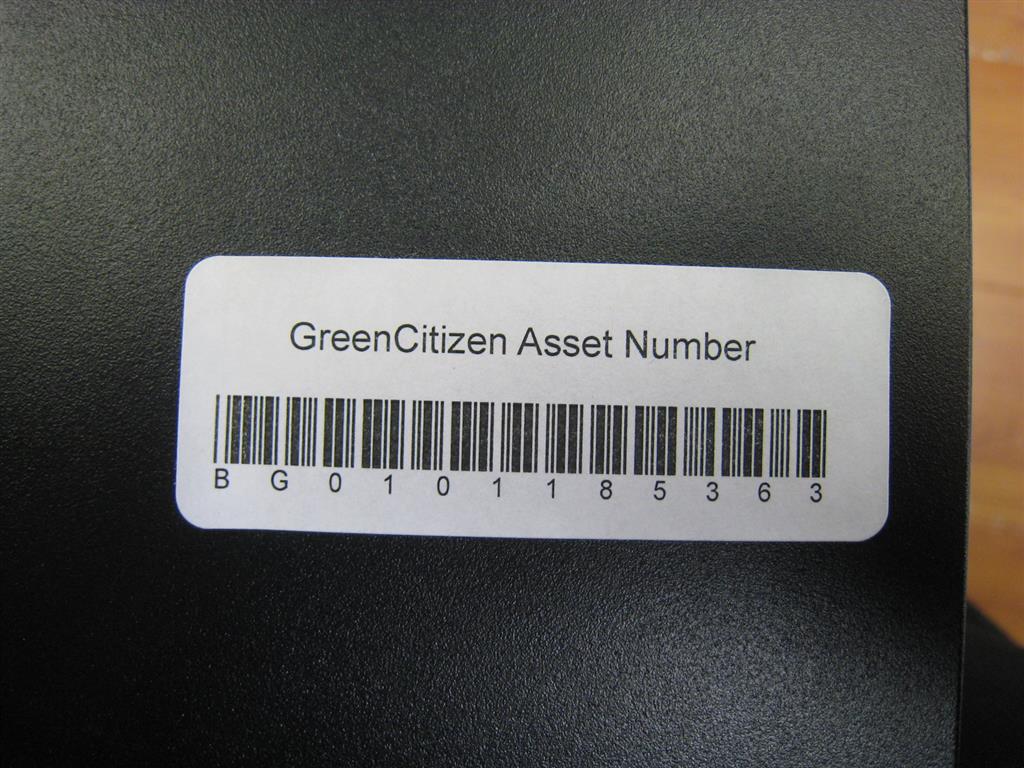 GreenCitizen Asset Number
B G 0 1 0 1 1 8 5 3 6 3